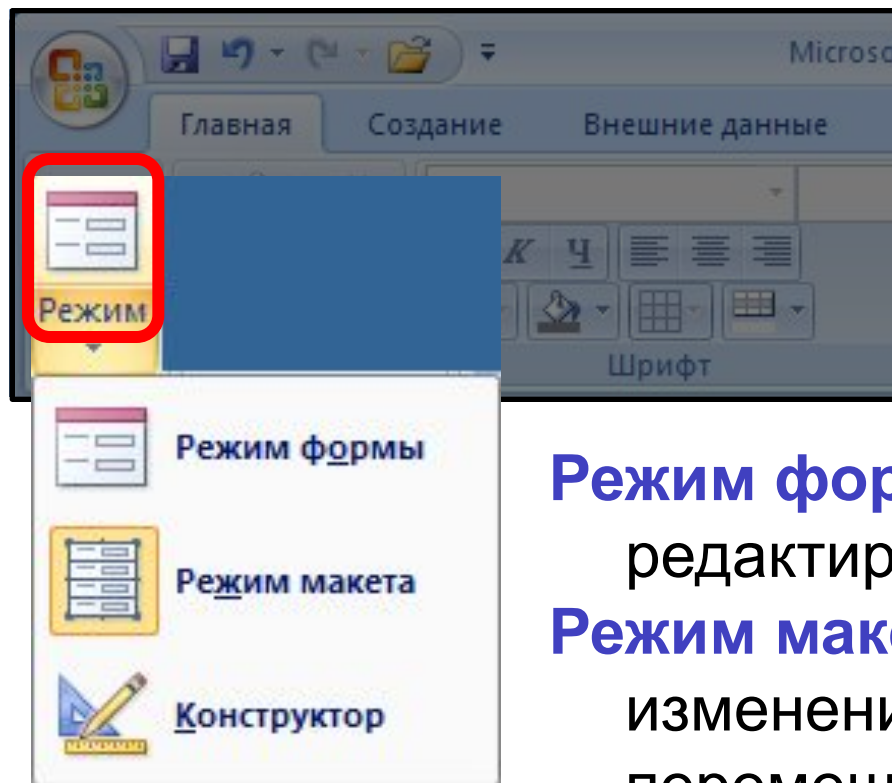 Microso
Главная Создание Внешние данные
Режим
К Ч
Шрифт
Режим формы
Режим макета
Конструктор
Режим фор
редактир
Режим мак
изменени